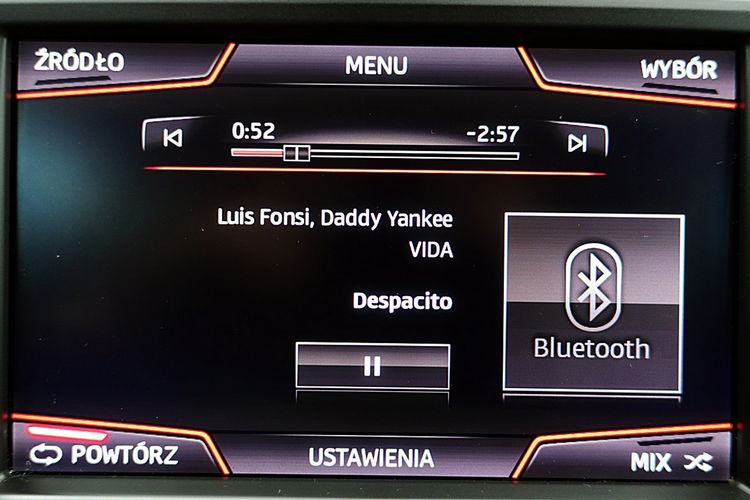 ŹRÓDŁO
MENU
WYBÓR
0:52
-2:57
Luis Fonsi, Daddy Yankee
VIDA
Despacito
Bluetooth
POWTÓRZ
USTAWIENIA
MIX